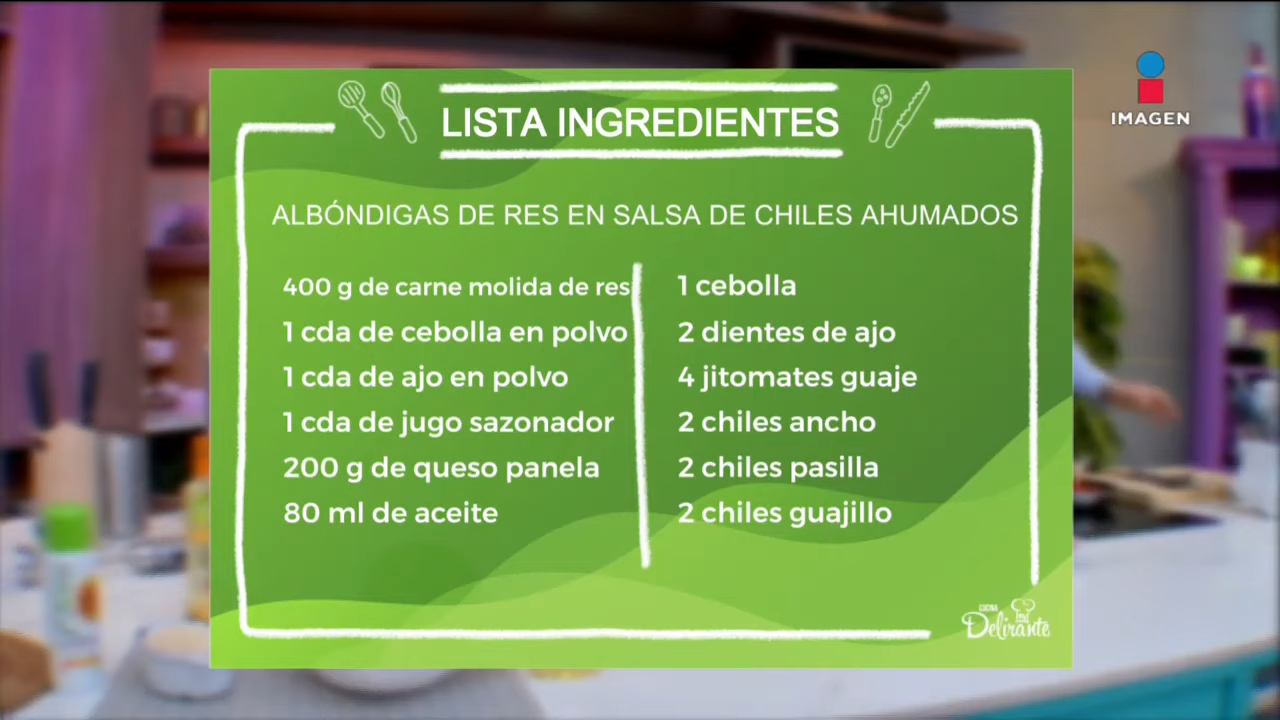 LISTA INGREDIENTES
IMAGEN
ALBÓNDIGAS DE RES EN SALSA DE CHILES AHUMADOS
400 g de carne molida de res
1 cda de cebolla en polvo
1 cda de ajo en polvo
1 cda de jugo sazonador
200 g de queso panela
80 ml de aceite
1 cebolla
2 dientes de ajo
4 jitomates guaje
2 chiles ancho
2 chiles pasilla
2 chiles guajillo
COCINA
Delirante